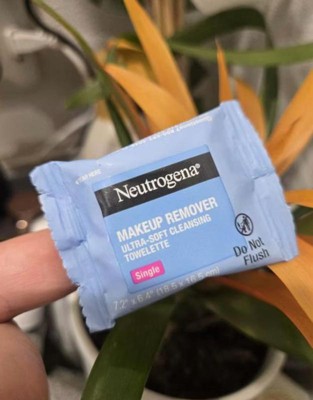 Neutrogena®
MAKEUP REMOVER
ULTRA-SOFT CLEANSING
TOWELETTE
Single
Do Not
Flush